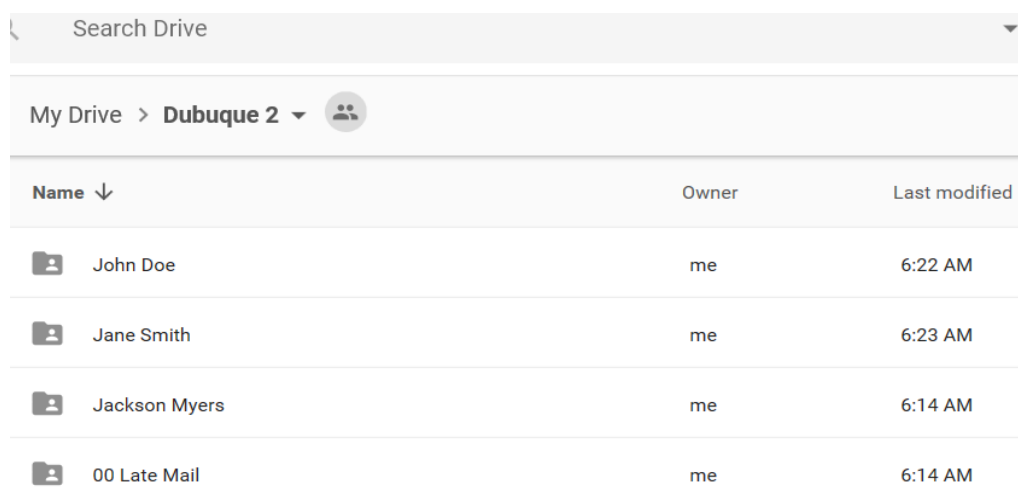 Search Drive
My Drive > Dubuque 2
Name Owner Last modified
John Doe me 6:22 AM
Jane Smith me 6:23 AM
Jackson Myers me 6:14 AM
00 Late Mail me 6:14 AM